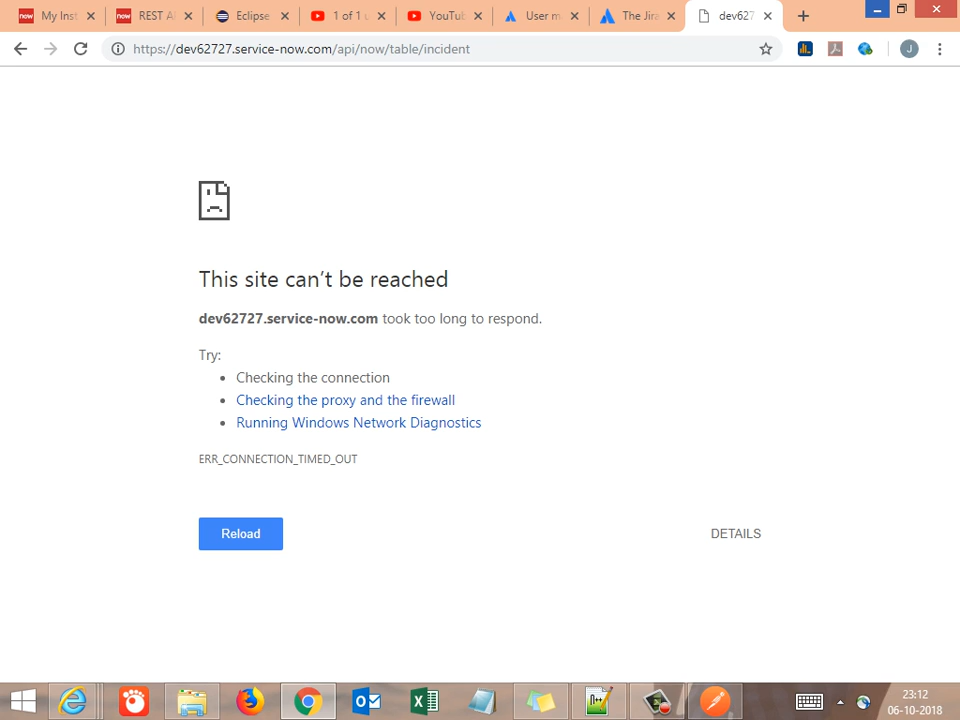 now My Inst
now REST A
Eclipse
1 of 1 u
YouTub
User m
The Jira
dev627
https://dev62727.service-now.com/api/now/table/incident
J
This site can’t be reached
dev62727.service-now.com took too long to respond.
Try:
• Checking the connection
• Checking the proxy and the firewall
• Running Windows Network Diagnostics
ERR_CONNECTION_TIMED_OUT
Reload
DETAILS
23:12
06-10-2018